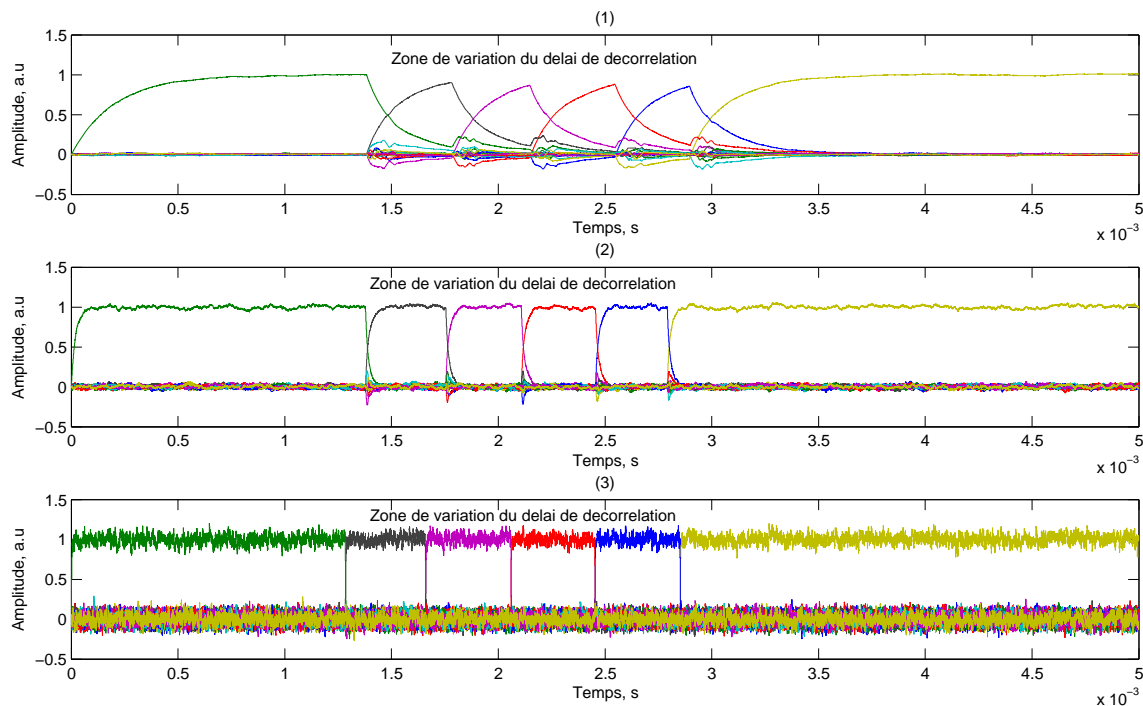 (1)
1.5
Zone de variation du delai de decorrelation
1
0.5
0
−0.5
Amplitude, a.u
0 0.5 1 1.5 2 2.5 3 3.5 4 4.5 5
Temps, s
x 10⁻³
(2)
1.5
Zone de variation du delai de decorrelation
1
0.5
0
−0.5
Amplitude, a.u
0 0.5 1 1.5 2 2.5 3 3.5 4 4.5 5
Temps, s
x 10⁻³
(3)
1.5
Zone de variation du delai de decorrelation
1
0.5
0
−0.5
Amplitude, a.u
0 0.5 1 1.5 2 2.5 3 3.5 4 4.5 5
Temps, s
x 10⁻³